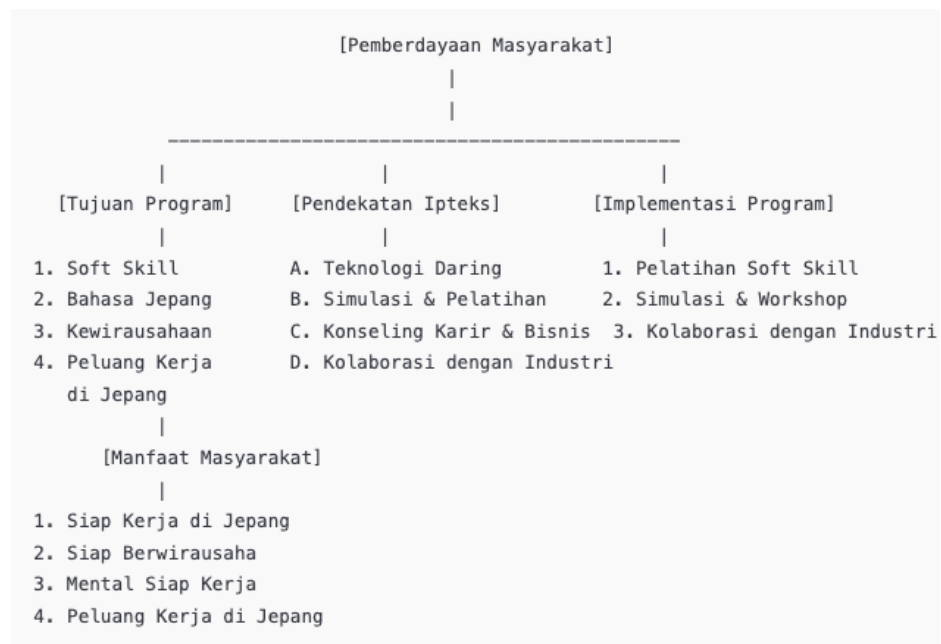 [Pemberdayaan Masyarakat]
[Tujuan Program] [Pendekatan Ipteks] [Implementasi Program]
1. Soft Skill A. Teknologi Daring 1. Pelatihan Soft Skill
2. Bahasa Jepang B. Simulasi & Pelatihan 2. Simulasi & Workshop
3. Kewirausahaan C. Konseling Karir & Bisnis 3. Kolaborasi dengan Industri
4. Peluang Kerja D. Kolaborasi dengan Industri
di Jepang
[Manfaat Masyarakat]
1. Siap Kerja di Jepang
2. Siap Berwirausaha
3. Mental Siap Kerja
4. Peluang Kerja di Jepang